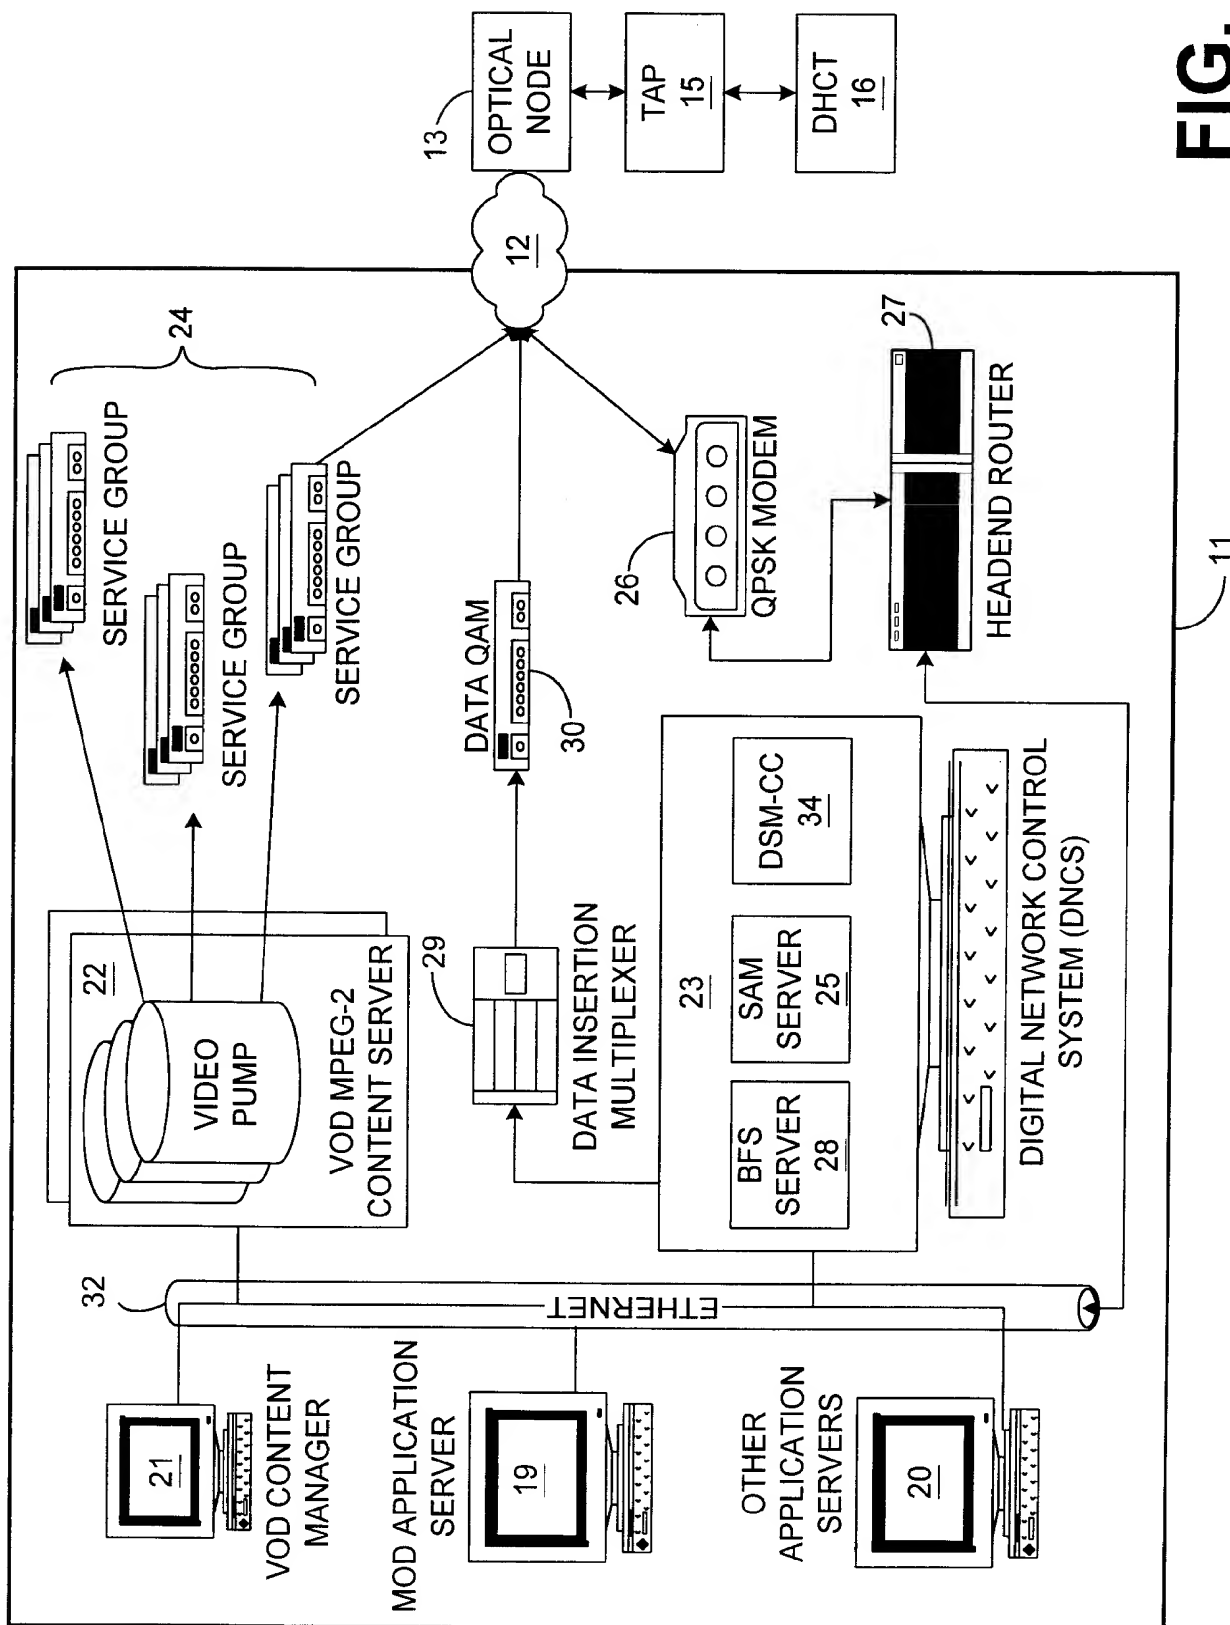 21
VOD CONTENT
MANAGER
MOD APPLICATION
SERVER
19
OTHER
APPLICATION
SERVERS
20
32
ETHERNET
22
VIDEO
PUMP
VOD MPEG-2
CONTENT SERVER
24
SERVICE GROUP
SERVICE GROUP
SERVICE GROUP
29
DATA INSERTION
MULTIPLEXER
DATA QAM
30
23
BFS
SERVER
28
SAM
SERVER
25
DSM-CC
34
DIGITAL NETWORK CONTROL
SYSTEM (DNCS)
26
QPSK MODEM
27
HEADEND ROUTER
11
12
13
OPTICAL
NODE
TAP
15
DHCT
16
FIG.